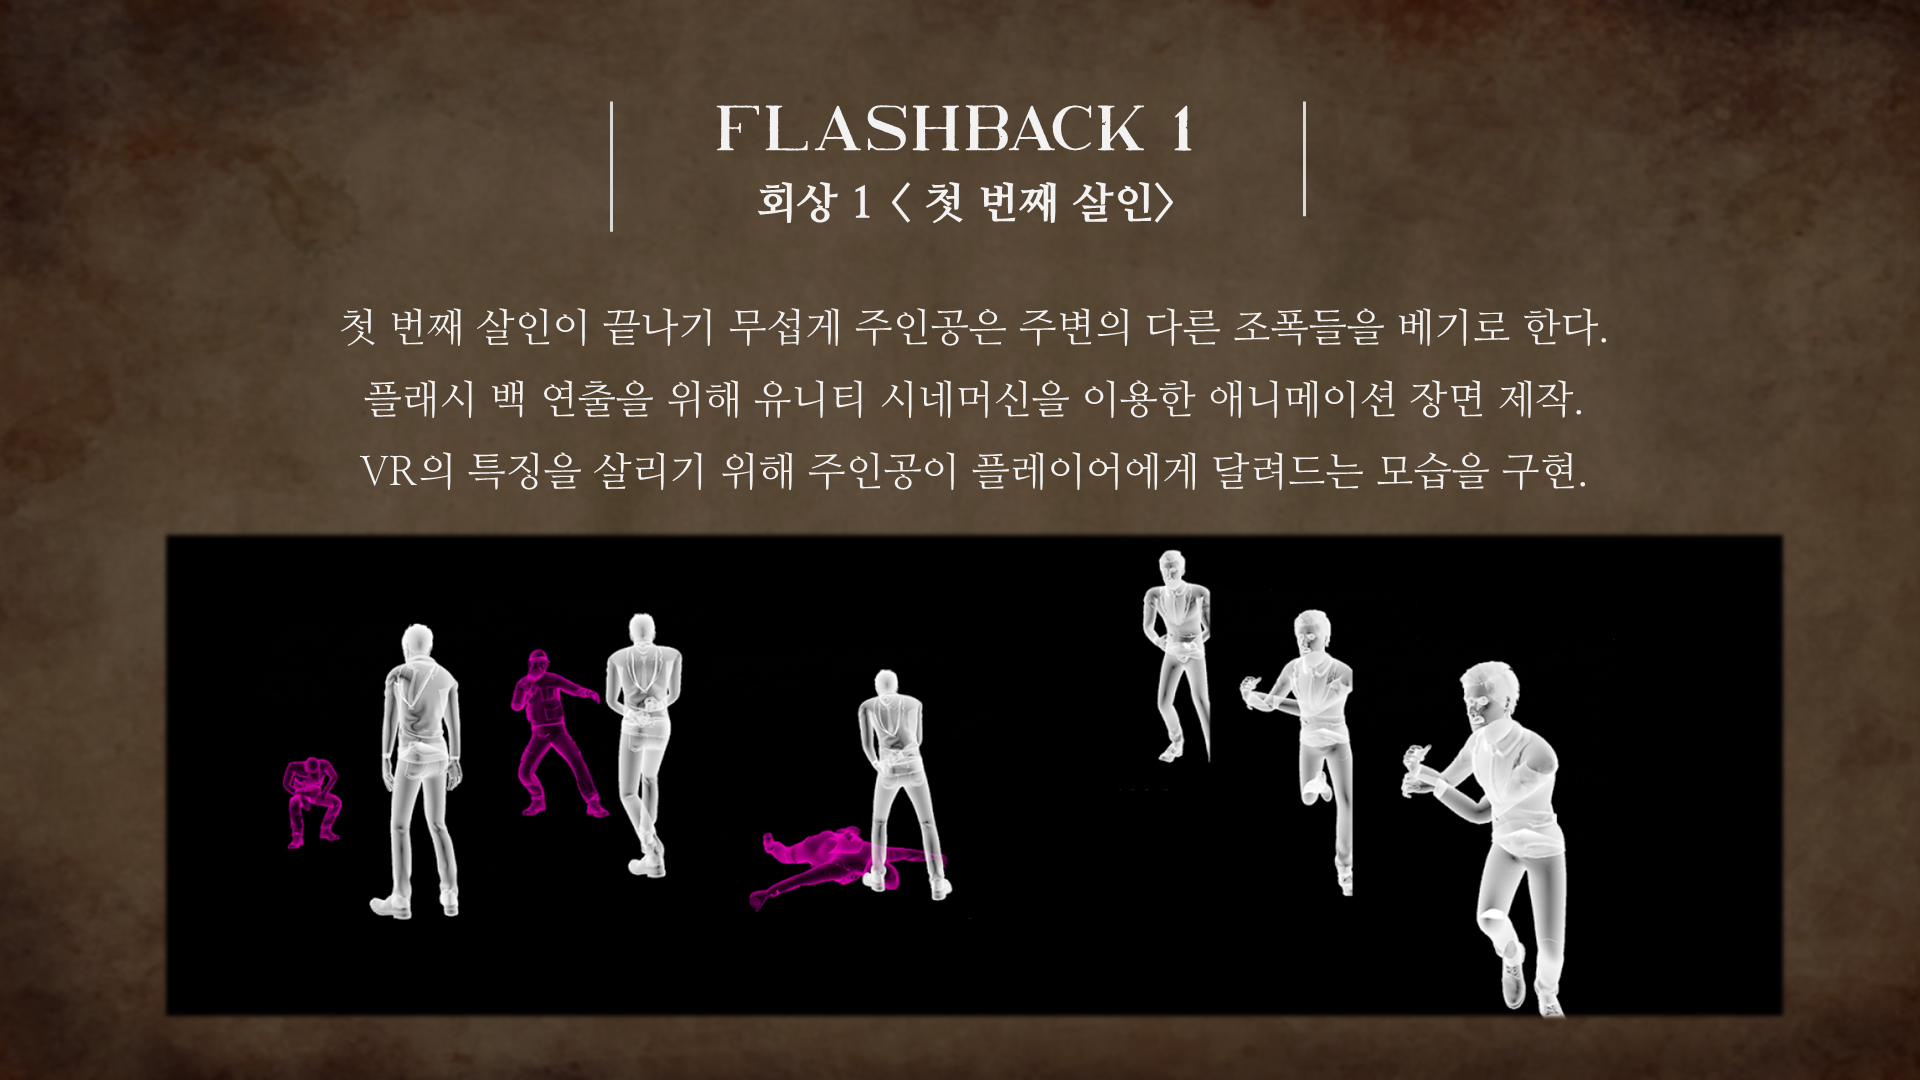 FLASHBACK 1
회상 1 < 첫 번째 살인>
첫 번째 살인이 끝나기 무섭게 주인공은 주변의 다른 조폭들을 베기로 한다.
플래시 백 연출을 위해 유니티 시네머신을 이용한 애니메이션 장면 제작.
VR의 특징을 살리기 위해 주인공이 플레이어에게 달려드는 모습을 구현.